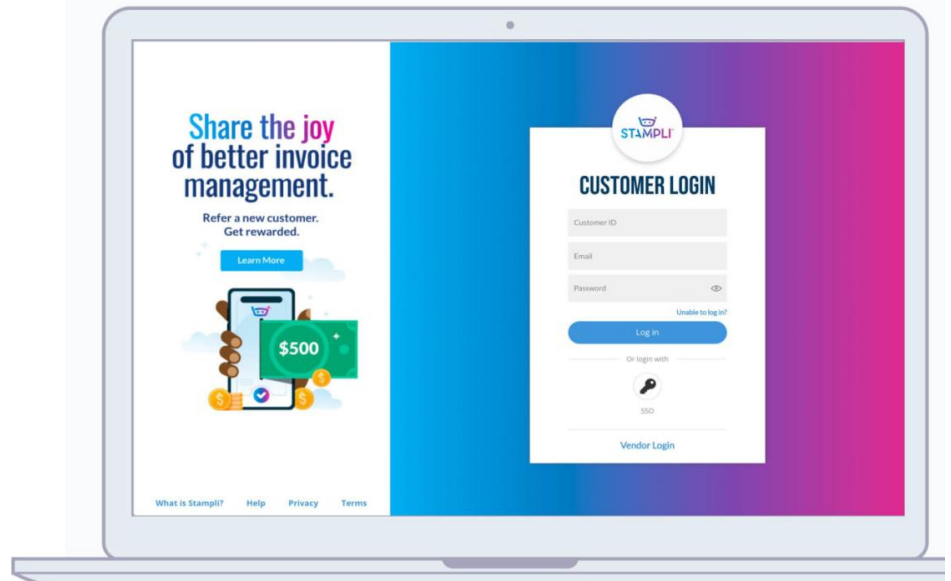 Share the joy
of better invoice
management.
Refer a new customer.
Get rewarded.
Learn More
$500
What is Stampli?
Help
Privacy
Terms
STAMPLI
CUSTOMER LOGIN
Customer ID
Email
Password
Unable to log in?
Log in
Or login with
SSO
Vendor Login